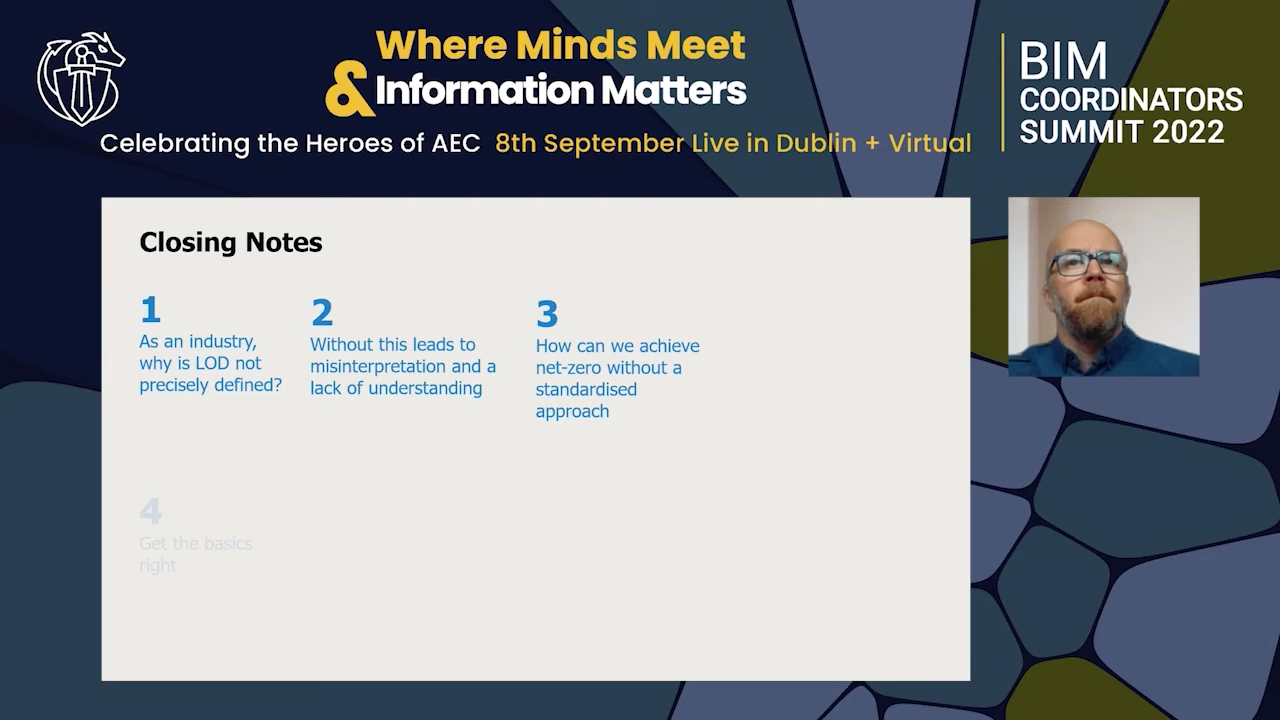 Where Minds Meet
& Information Matters
Celebrating the Heroes of AEC 8th September Live in Dublin + Virtual
BIM
COORDINATORS
SUMMIT 2022
Closing Notes
1
As an industry,
why is LOD not
precisely defined?
2
Without this leads to
misinterpretation and a
lack of understanding
3
How can we achieve
net-zero without a
standardised
approach
4
Get the basics
right